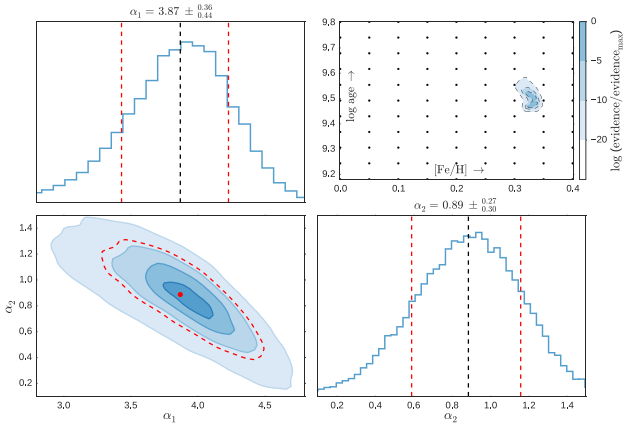 α₁ = 3.87 ± 0.36 0.44
9.8
9.7
9.6
9.5
9.4
9.3
9.2
log age →
[Fe/H] →
0.0 0.1 0.2 0.3 0.4
0
−5
−10
−20
log (evidence/evidence_max)
1.4
1.2
1.0
0.8
0.6
0.4
0.2
α₂
3.0 3.5 4.0 4.5
α₁
α₂ = 0.89 ± 0.27 0.30
0.2 0.4 0.6 0.8 1.0 1.2 1.4
α₂